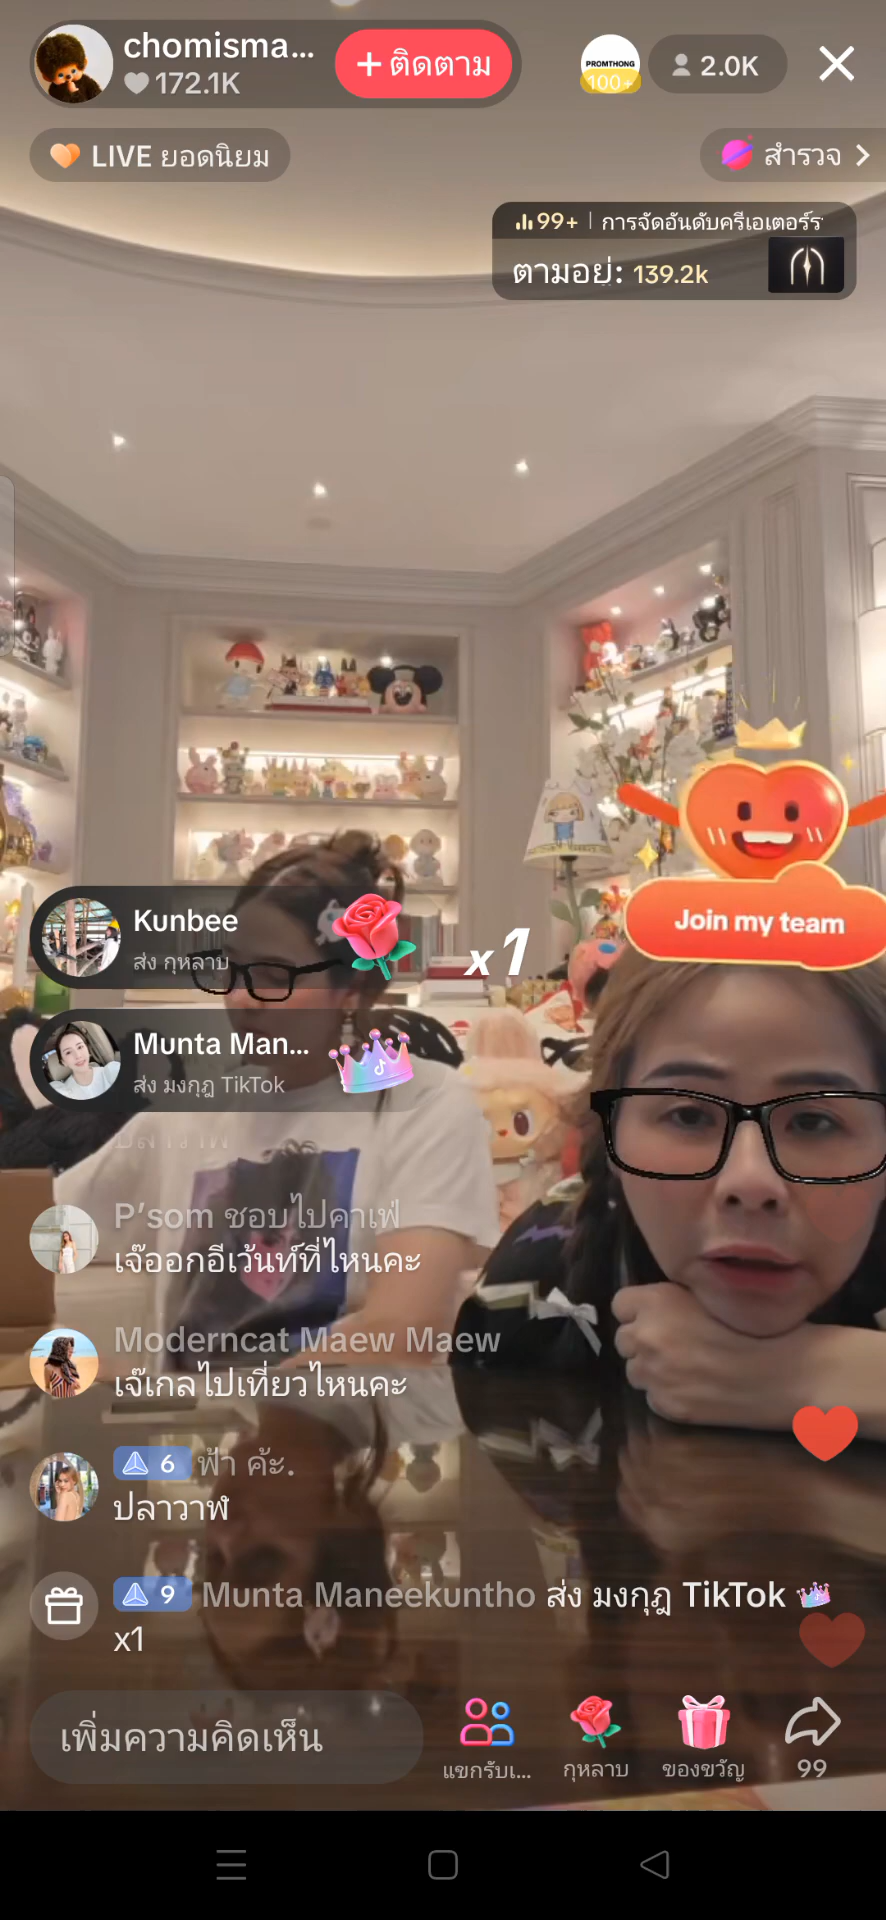 chomisma...
172.1K
+ ติดตาม
PROMTHONG
100+
2.0K
LIVE ยอดนิยม
สำรวจ
99+ | การจัดอันดับครีเอเตอร์ร
ตามอยู่: 139.2k
Join my team
Kunbee
ส่ง กุหลาบ
x1
Munta Man...
ส่ง มงกุฎ TikTok
P'som ชอบไปคาเฟ่
เจ๊ออกอีเว้นท์ที่ไหนคะ
Moderncat Maew Maew
เจ๊เกลไปเที่ยวไหนคะ
6 ฟ้า ค้ะ.
ปลาวาฬ
9 Munta Maneekuntho ส่ง มงกุฎ TikTok
x1
เพิ่มความคิดเห็น
แขกรับเ...
กุหลาบ
ของขวัญ
99